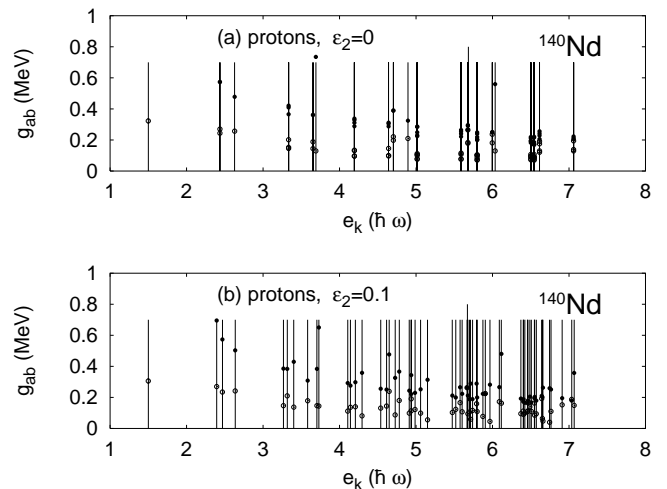 (a) protons, ε₂=0
¹⁴⁰Nd
g_ab (MeV)
1
0.8
0.6
0.4
0.2
0
1 2 3 4 5 6 7 8
e_k (ħ ω)
(b) protons, ε₂=0.1
¹⁴⁰Nd
g_ab (MeV)
1
0.8
0.6
0.4
0.2
0
1 2 3 4 5 6 7 8
e_k (ħ ω)